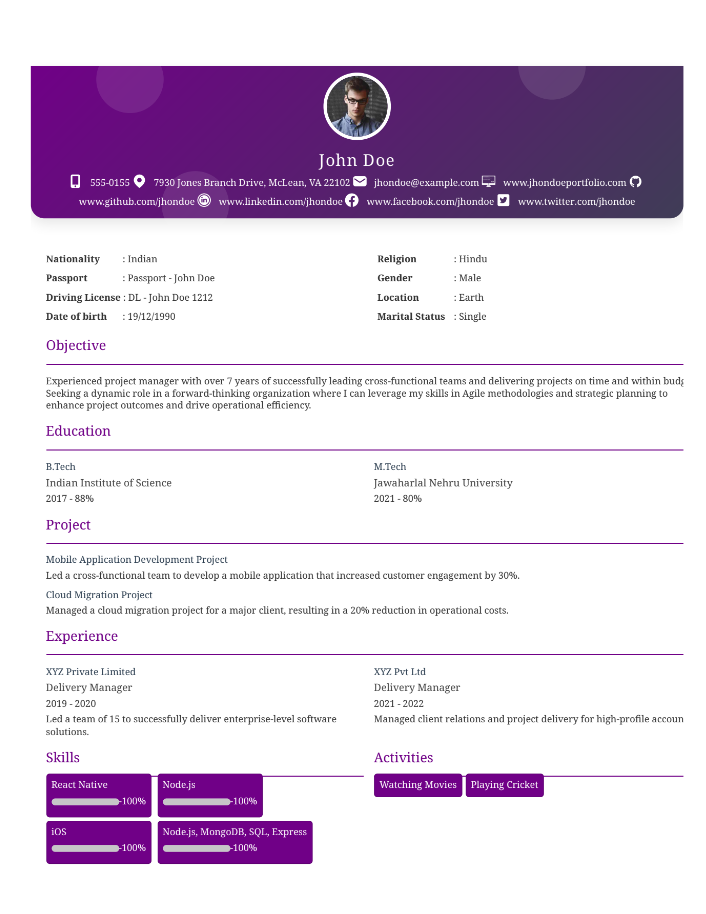 John Doe
555-0155 7930 Jones Branch Drive, McLean, VA 22102 jhondoe@example.com www.jhondoeportfolio.com
www.github.com/jhondoe www.linkedin.com/jhondoe www.facebook.com/jhondoe www.twitter.com/jhondoe
Nationality : Indian
Passport : Passport - John Doe
Driving License : DL - John Doe 1212
Date of birth : 19/12/1990
Religion : Hindu
Gender : Male
Location : Earth
Marital Status : Single
Objective
Experienced project manager with over 7 years of successfully leading cross-functional teams and delivering projects on time and within
Seeking a dynamic role in a forward-thinking organization where I can leverage my skills in Agile methodologies and strategic planning to
enhance project outcomes and drive operational efficiency.
Education
B.Tech
Indian Institute of Science
2017 - 88%
M.Tech
Jawaharlal Nehru University
2021 - 80%
Project
Mobile Application Development Project
Led a cross-functional team to develop a mobile application that increased customer engagement by 30%.
Cloud Migration Project
Managed a cloud migration project for a major client, resulting in a 20% reduction in operational costs.
Experience
XYZ Private Limited
Delivery Manager
2019 - 2020
Led a team of 15 to successfully deliver enterprise-level software
solutions.
XYZ Pvt Ltd
Delivery Manager
2021 - 2022
Managed client relations and project delivery for high-profile accoun
Skills
React Native
-100%
Node.js
-100%
iOS
-100%
Node.js, MongoDB, SQL, Express
-100%
Activities
Watching Movies
Playing Cricket